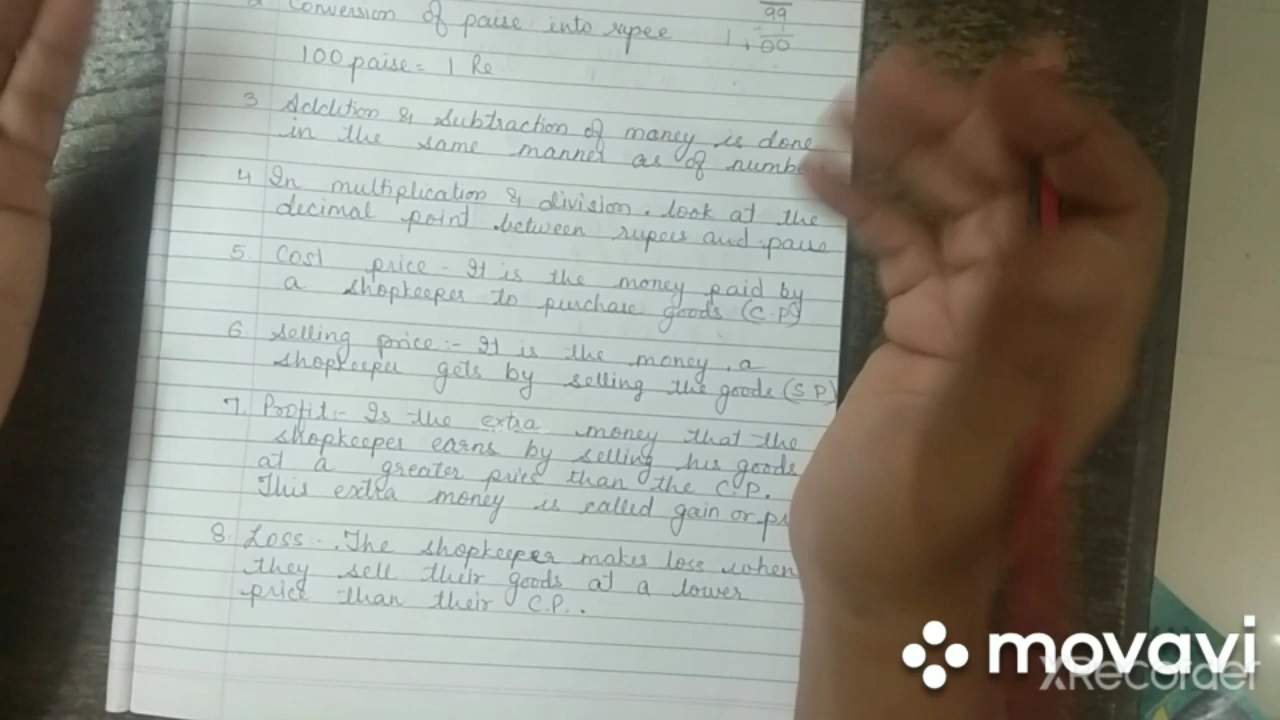 Conversion of paise into rupee
99
1
1. 00
100 paise = 1 Re
3 Addition & Subtraction of money is done
in the same manner as of
4 In multiplication & division. look at the
decimal point between rupees and paise
5. Cost price - It is the money paid by
a shopkeeper to purchase goods (C.P)
6. Selling price :- It is the money a
shopkeeper gets by selling the goods (S P)
7. Profit :- Is the extra money that the
shopkeeper earns by selling his goods
at a greater price than the C.P.
This extra money is called gain or
8. Loss - The shopkeeper makes loss when
they sell their goods at a lower
price than their C.P..
movavi
XRecorder